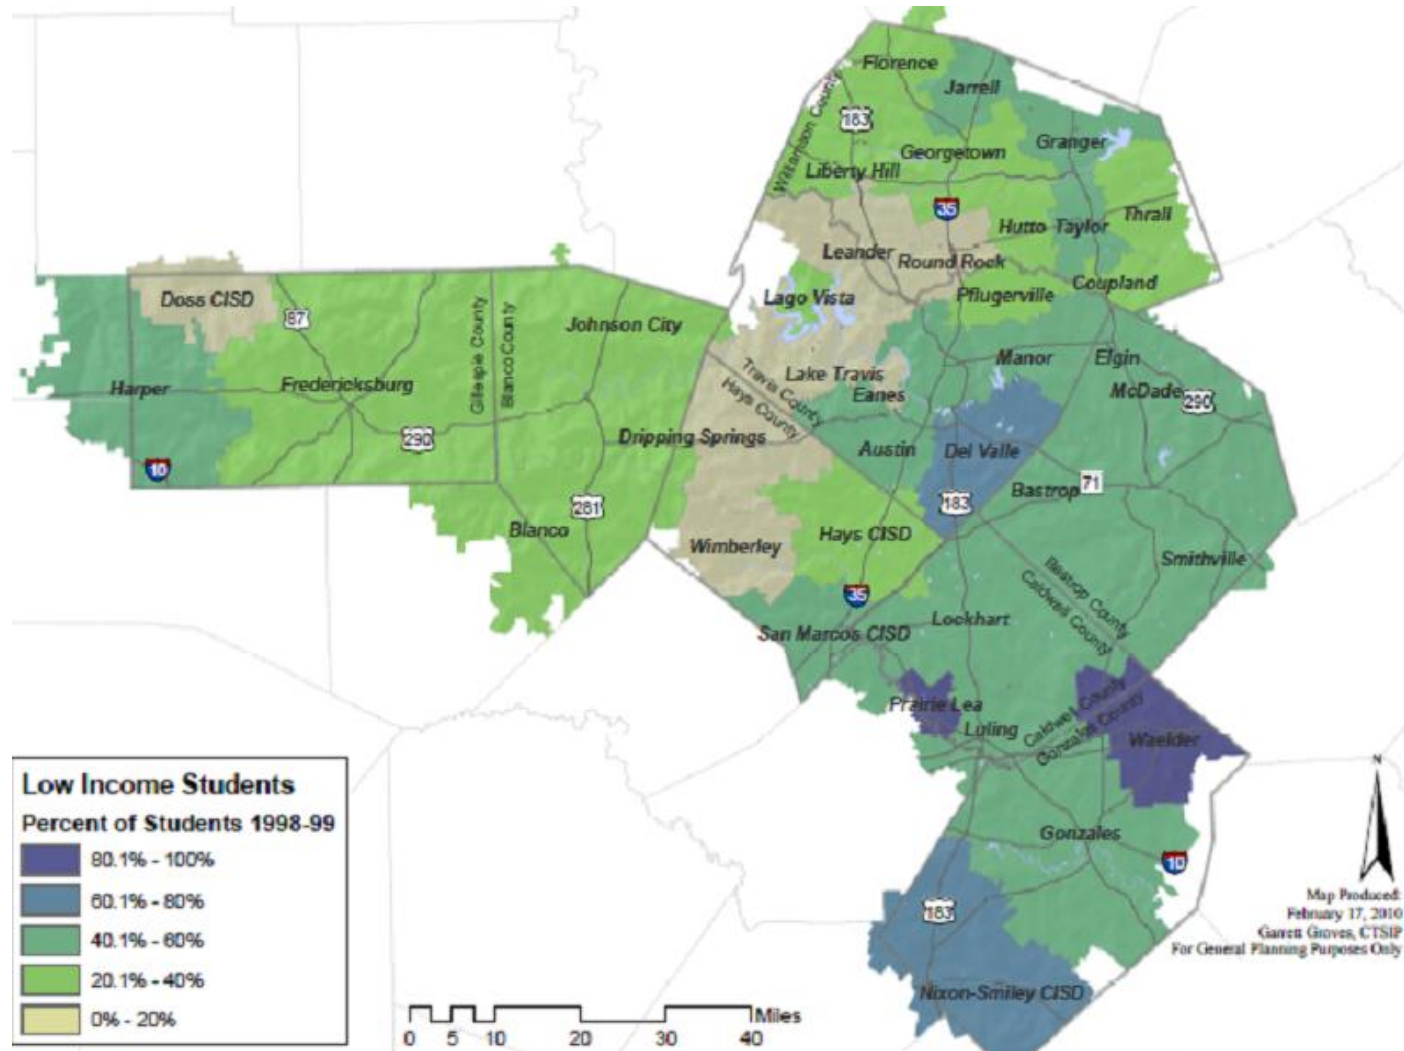 Florence
Jarrell
Williamson County
183
Granger
Georgetown
Liberty Hill
35
Thrall
Hutto
Taylor
Leander
Round Rock
Coupland
Pflugerville
Lago Vista
Doss CISD
87
Johnson City
Gillespie County
Blanco County
Manor
Elgin
Harper
Fredericksburg
Lake Travis
Travis County
Hays County
Eanes
McDade
290
290
Dripping Springs
Austin
Del Valle
10
71
Bastrop
183
281
Blanco
Wimberley
Hays CISD
Smithville
35
Bastrop County
Caldwell County
Lockhart
San Marcos CISD
Prairie Lea
Luling
Caldwell County
Gonzales County
Waelder
Gonzales
10
183
Nixon-Smiley CISD
N
Map Produced:
February 17, 2010
Garrett Groves, CTSIP
For General Planning Purposes Only
Low Income Students
Percent of Students 1998-99
80.1% - 100%
60.1% - 80%
40.1% - 60%
20.1% - 40%
0% - 20%
Miles
0 5 10 20 30 40